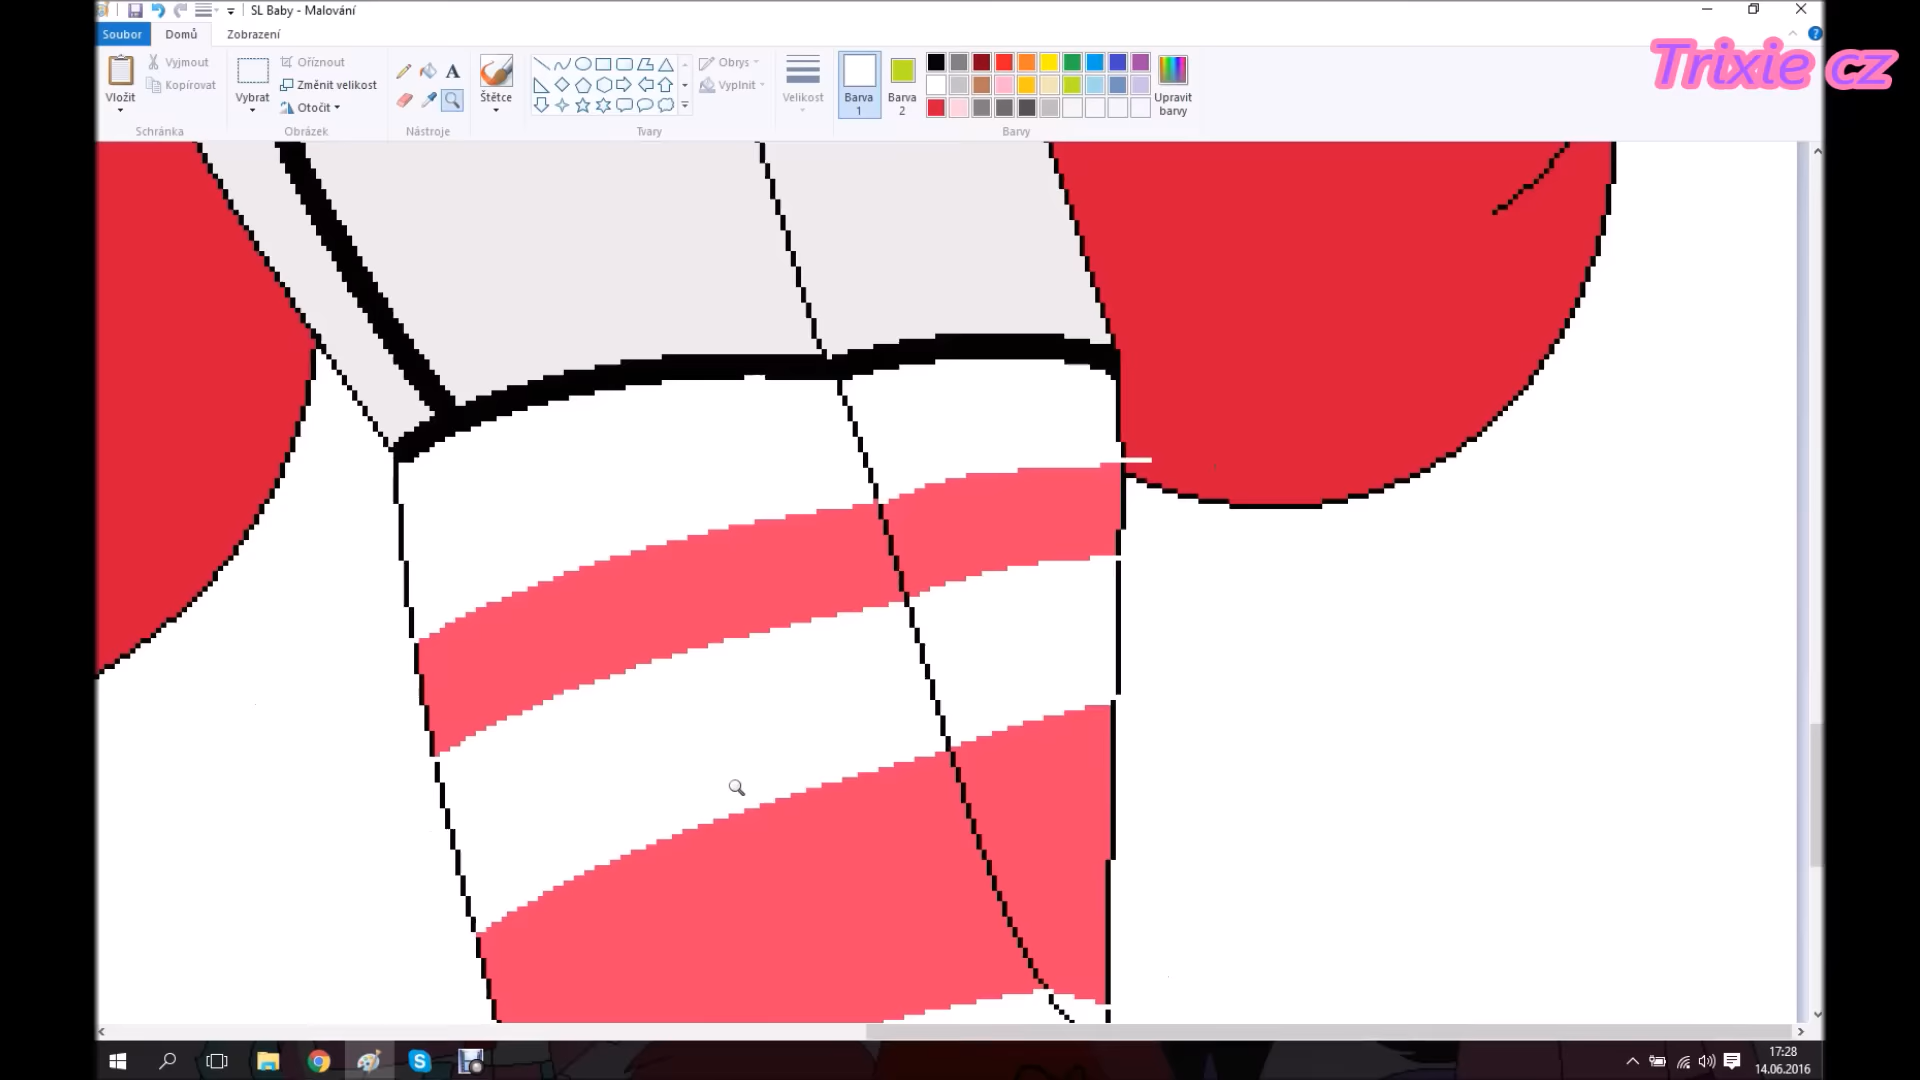 SL Baby - Malování
Soubor Domů Zobrazení
Trixie cz
Vložit
Vyjmout
Kopírovat
Schránka
Vybrat
Oříznout
Změnit velikost
Otočit
Obrázek
A
Nástroje
Štětce
Obrys
Vyplnit
Tvary
Velikost
Barva
1
Barva
2
Upravit
barvy
Barvy
17:28
14.06.2016